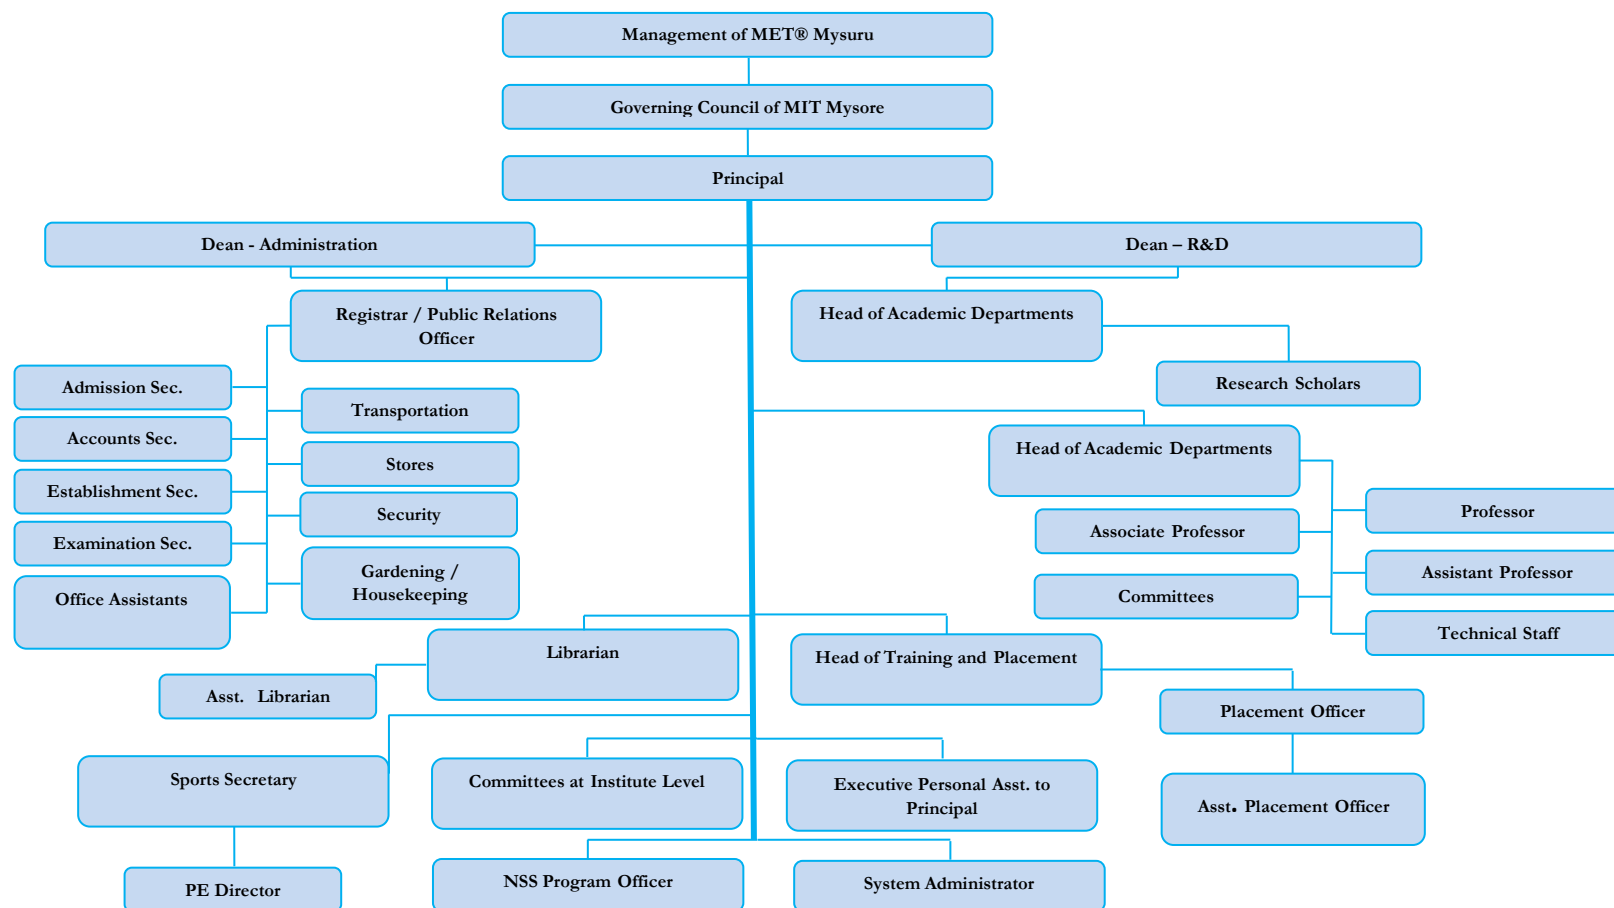 Management of MET® Mysuru
Governing Council of MIT Mysore
Principal
Dean - Administration
Dean – R&D
Registrar / Public Relations
Officer
Head of Academic Departments
Admission Sec.
Research Scholars
Transportation
Accounts Sec.
Head of Academic Departments
Stores
Establishment Sec.
Security
Professor
Associate Professor
Examination Sec.
Gardening /
Housekeeping
Assistant Professor
Office Assistants
Committees
Technical Staff
Librarian
Head of Training and Placement
Asst. Librarian
Placement Officer
Sports Secretary
Committees at Institute Level
Executive Personal Asst. to
Principal
Asst. Placement Officer
PE Director
NSS Program Officer
System Administrator